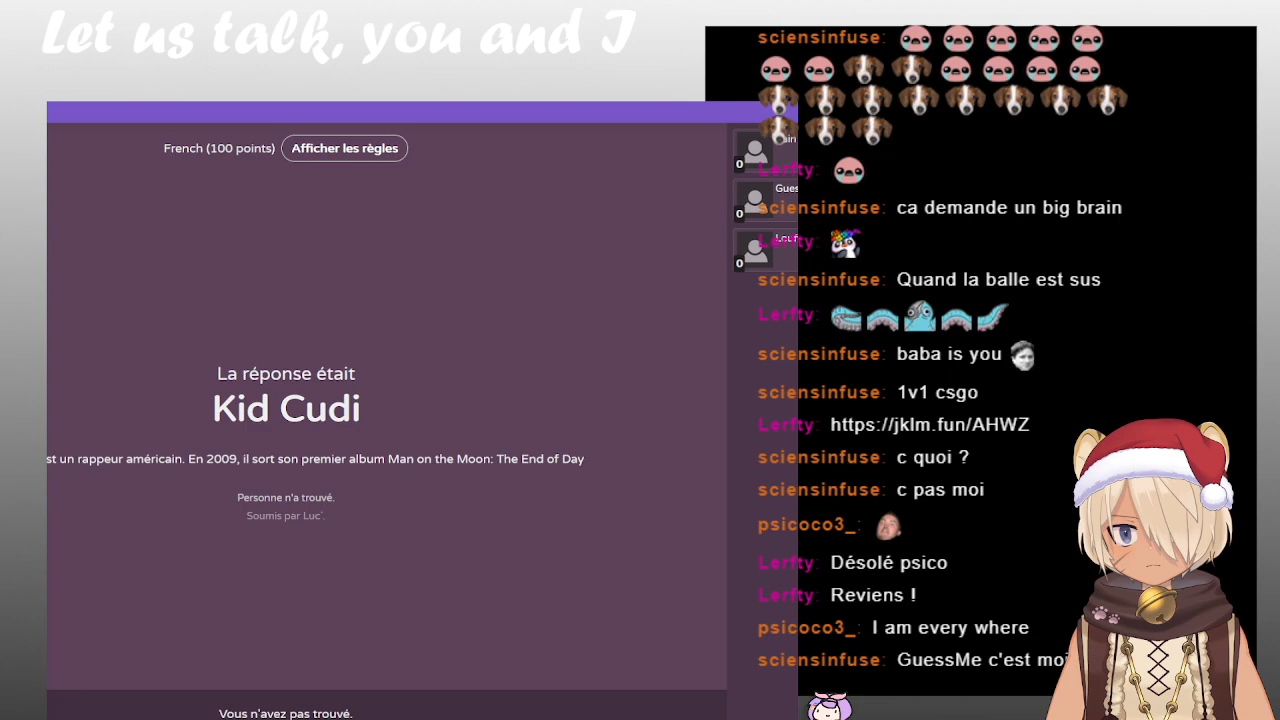 Let us talk, you and I
French (100 points) Afficher les règles
La réponse était
Kid Cudi
st un rappeur américain. En 2009, il sort son premier album Man on the Moon: The End of Day
Personne n'a trouvé.
Soumis par Luc'.
Vous n'avez pas trouvé.
0
Gues
0
0
sciensinfuse:
Lerfty:
sciensinfuse: ca demande un big brain
Lerfty:
sciensinfuse: Quand la balle est sus
Lerfty:
sciensinfuse: baba is you
sciensinfuse: 1v1 csgo
Lerfty: https://jklm.fun/AHWZ
sciensinfuse: c quoi ?
sciensinfuse: c pas moi
psicoco3_:
Lerfty: Désolé psico
Lerfty: Reviens !
psicoco3_: I am every where
sciensinfuse: GuessMe c'est moi